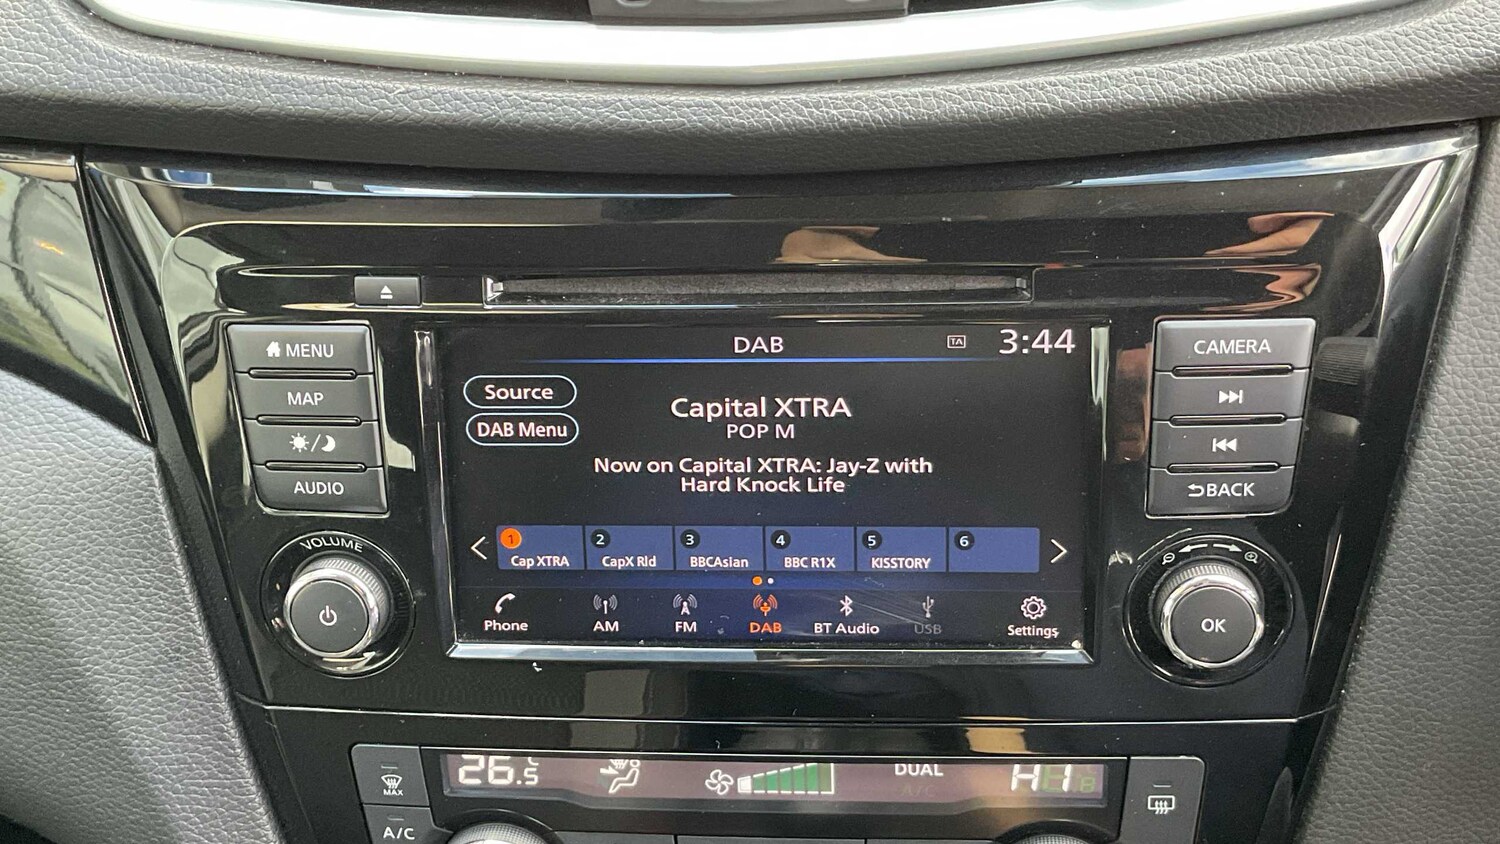 MENU
MAP
AUDIO
VOLUME
DAB
TA
3:44
Source
DAB Menu
Capital XTRA
POP M
Now on Capital XTRA: Jay-Z with
Hard Knock Life
1 2 3 4 5 6
Cap XTRA CapX Rld BBCAsian BBC R1X KISSTORY
Phone AM FM DAB BT Audio USB Settings
CAMERA
BACK
OK
MAX
A/C
26.5
DUAL
A/C
HI